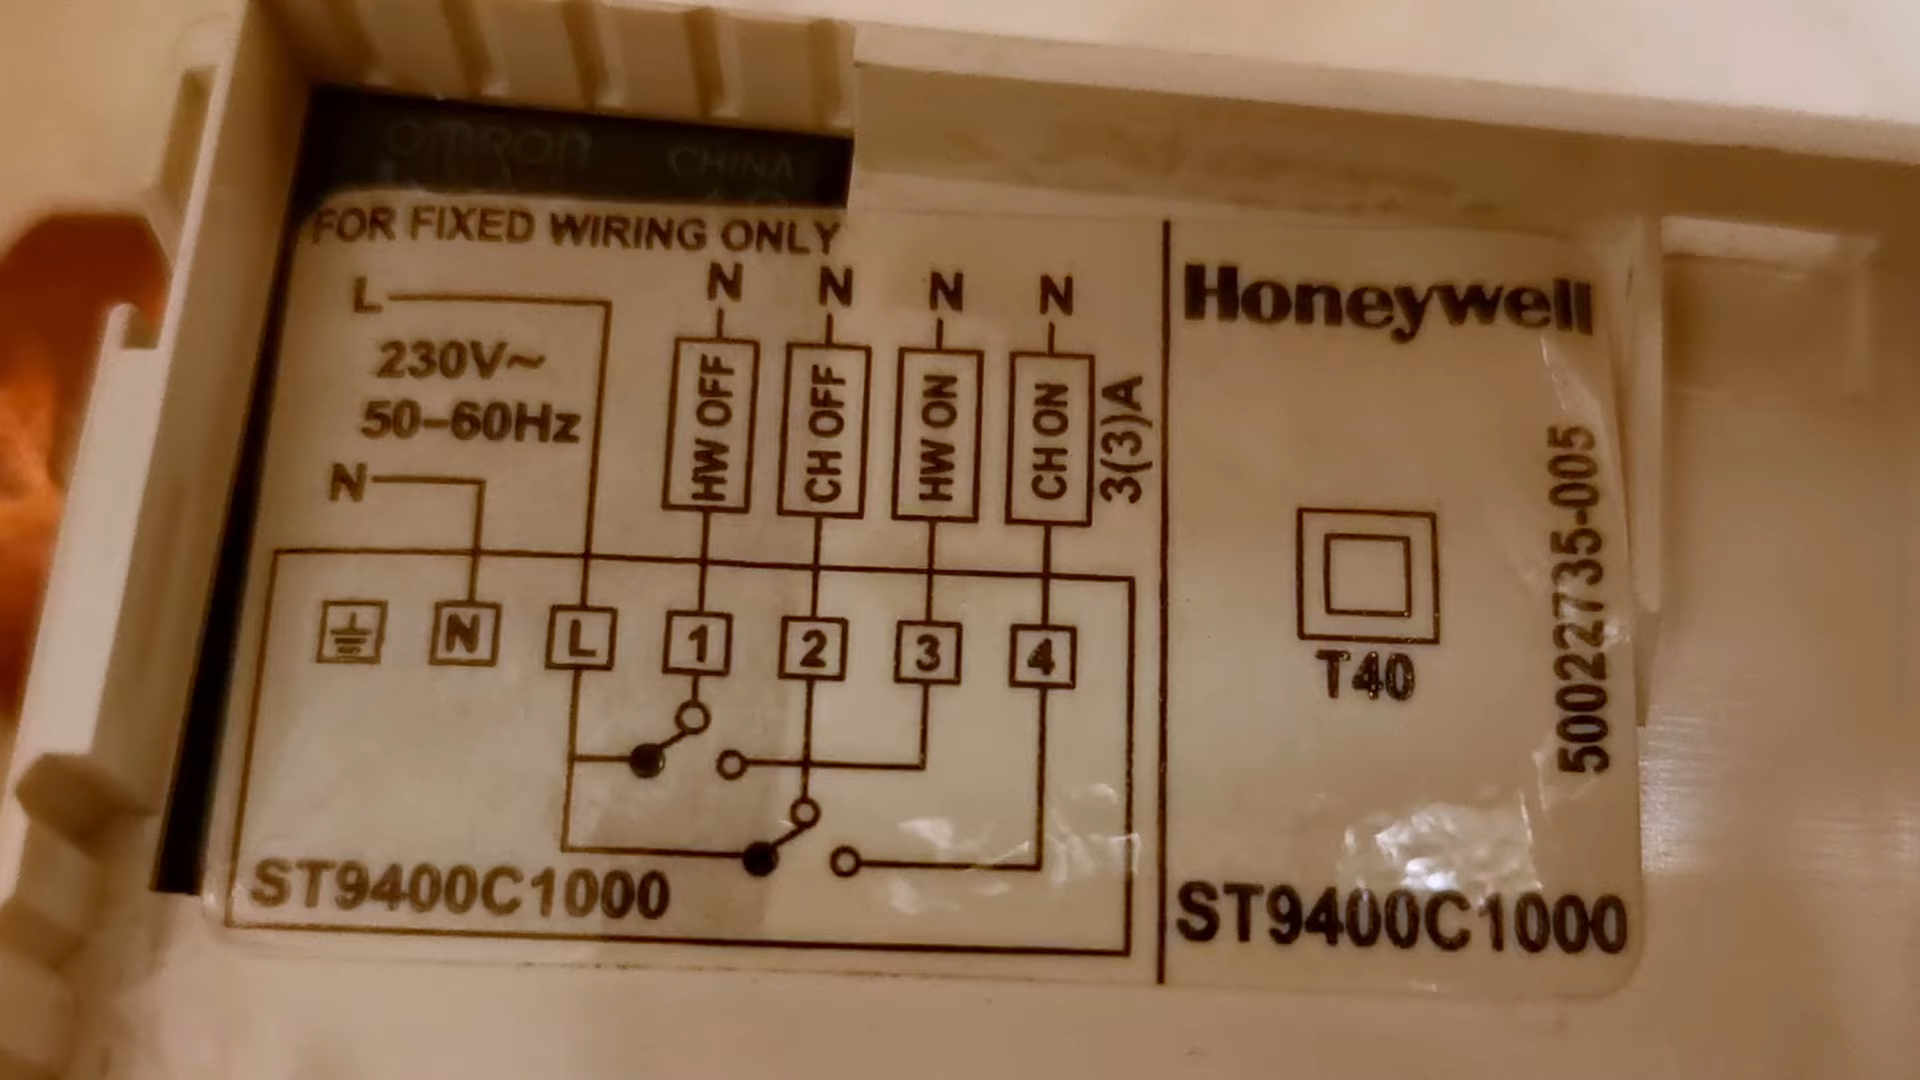 OMRON CHINA
FOR FIXED WIRING ONLY
L
230V~
50–60Hz
N
N N N N
HW OFF
CH OFF
HW ON
CH ON
3(3)A
N L 1 2 3 4
ST9400C1000
Honeywell
50022735-005
T40
ST9400C1000